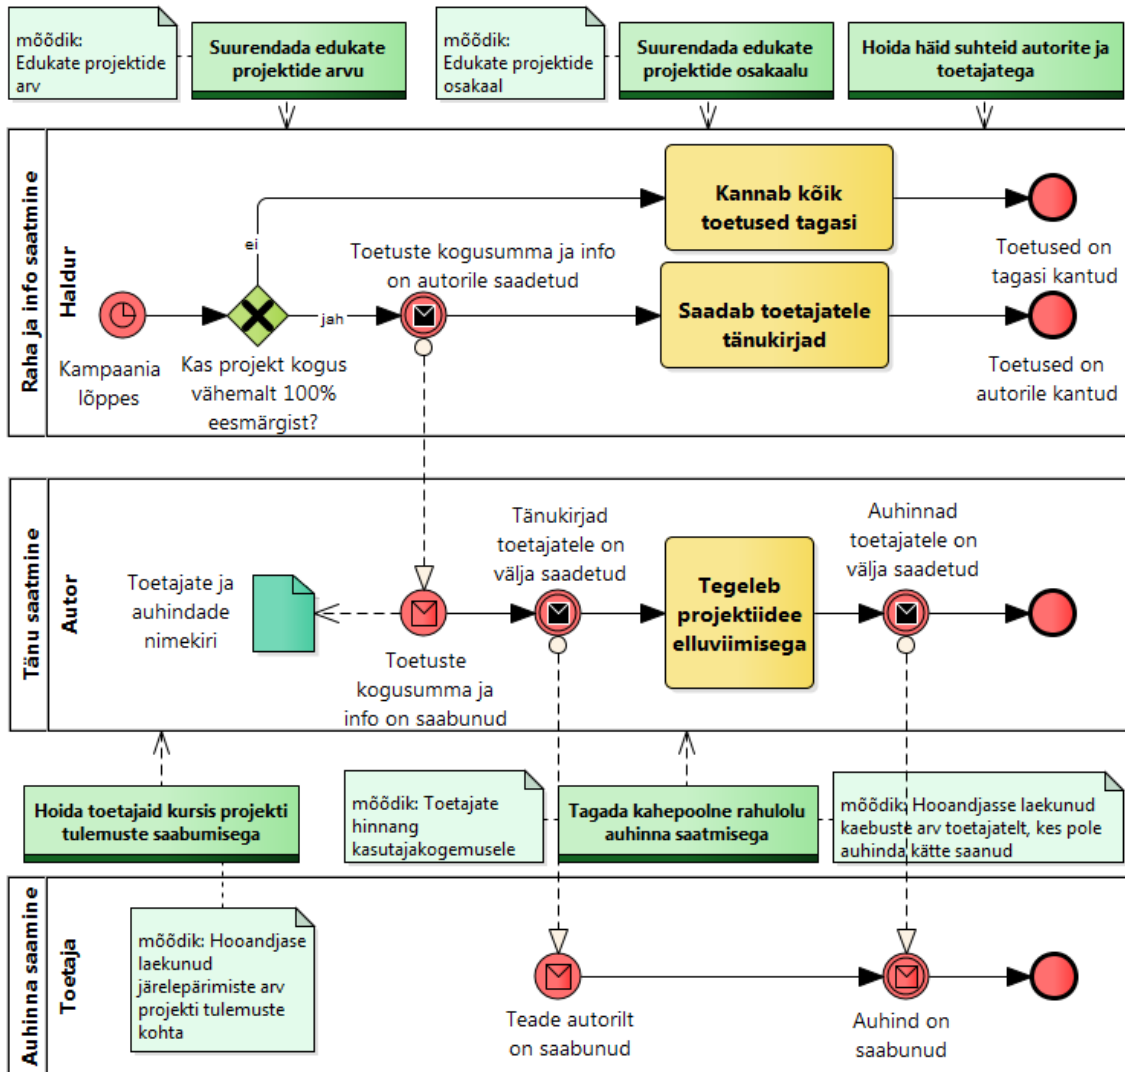 mõõdik:
Edukate projektide
arv
Suurendada edukate
projektide arvu
mõõdik:
Edukate projektide
osakaal
Suurendada edukate
projektide osakaalu
Hoida häid suhteid autorite ja
toetajatega
Raha ja info saatmine
Haldur
Kampaania
lõppes
ei
jah
Kas projekt kogus
vähemalt 100%
eesmärgist?
Toetuste kogusumma ja info
on autorile saadetud
Kannab kõik
toetused tagasi
Toetused on
tagasi kantud
Saadab toetajatele
tänukirjad
Toetused on
autorile kantud
Tänu saatmine
Autor
Toetajate ja
auhindade
nimekiri
Toetuste
kogusumma ja
info on saabunud
Tänukirjad
toetajatele on
välja saadetud
Tegeleb
projektiidee
elluviimisega
Auhinnad
toetajatele on
välja saadetud
Hoida toetajaid kursis projekti
tulemuste saabumisega
mõõdik: Toetajate
hinnang
kasutajakogemusele
Tagada kahepoolne rahulolu
auhinna saatmisega
mõõdik: Hooandjasse laekunud
kaebuste arv toetajatelt, kes pole
auhinda kätte saanud
Auhinna saamine
Toetaja
mõõdik: Hooandjase
laekunud
järelepärimiste arv
projekti tulemuste
kohta
Teade autorilt
on saabunud
Auhind on
saabunud